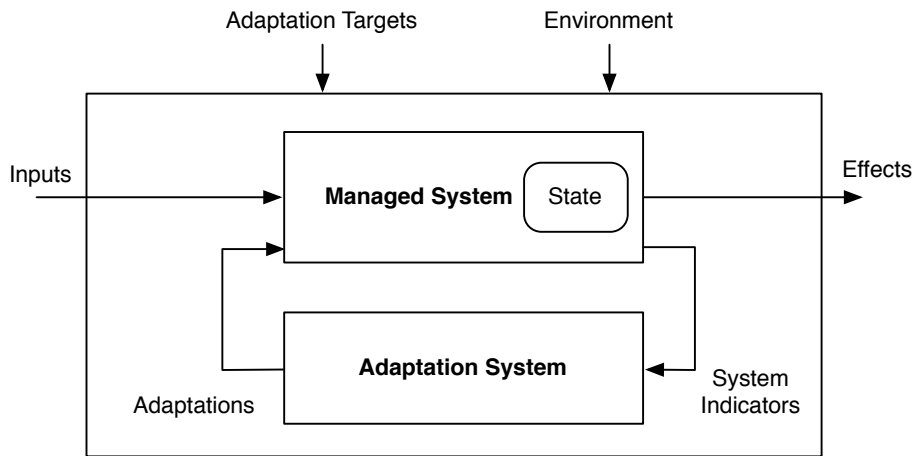 Adaptation Targets
Environment
Inputs
Managed System
State
Effects
Adaptation System
Adaptations
System
Indicators